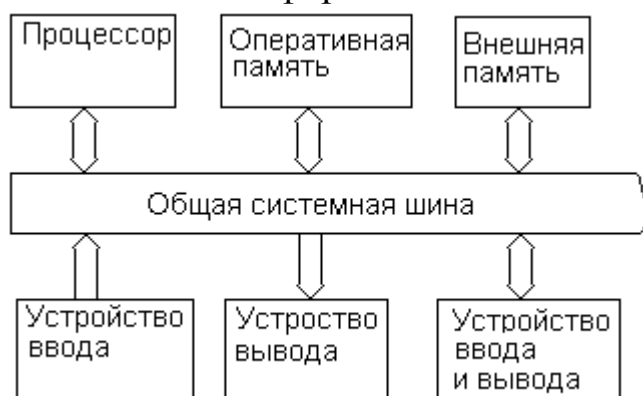 Процессор
Оперативная
память
Внешняя
память
Общая системная шина
Устройство
ввода
Устроство
вывода
Устройство
ввода
и вывода